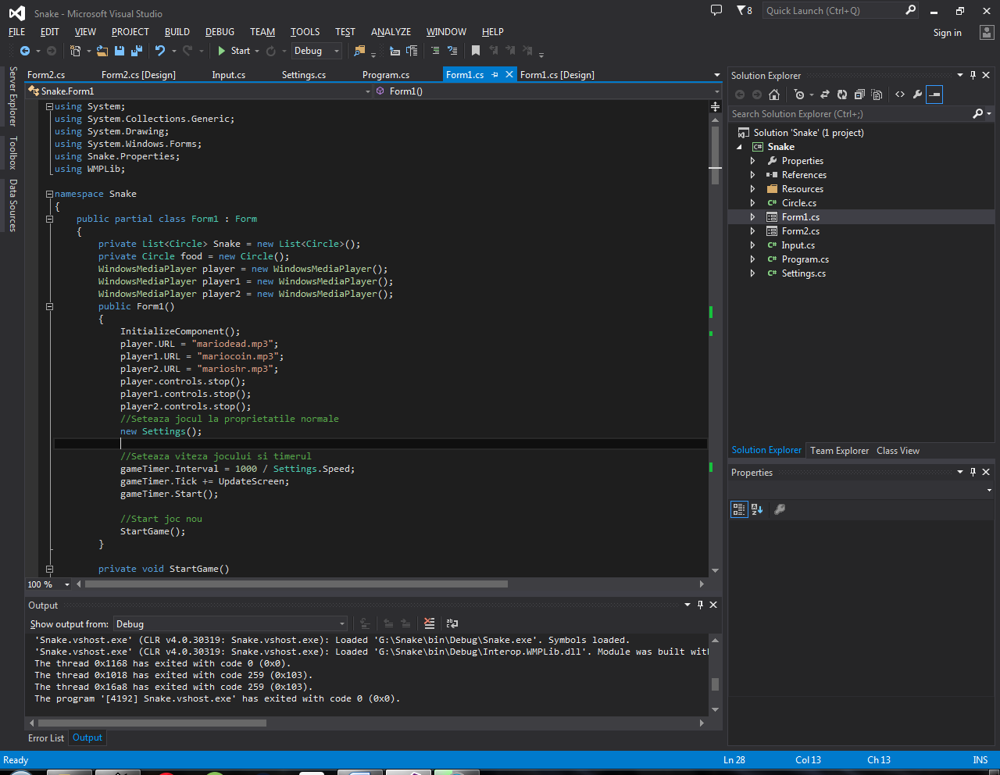 Snake - Microsoft Visual Studio
8
Quick Launch (Ctrl+Q)
FILE EDIT VIEW PROJECT BUILD DEBUG TEAM TOOLS TEST ANALYZE WINDOW HELP
Sign in
Start Debug
Server Explorer
Toolbox
Data Sources
Form2.cs Form2.cs [Design] Input.cs Settings.cs Program.cs Form1.cs Form1.cs [Design]
Snake.Form1 Form1()
using System;
using System.Collections.Generic;
using System.Drawing;
using System.Windows.Forms;
using Snake.Properties;
using WMPLib;
namespace Snake
{
public partial class Form1 : Form
{
private List<Circle> Snake = new List<Circle>();
private Circle food = new Circle();
WindowsMediaPlayer player = new WindowsMediaPlayer();
WindowsMediaPlayer player1 = new WindowsMediaPlayer();
WindowsMediaPlayer player2 = new WindowsMediaPlayer();
public Form1()
{
InitializeComponent();
player.URL = "mariodead.mp3";
player1.URL = "mariocoin.mp3";
player2.URL = "marioshr.mp3";
player.controls.stop();
player1.controls.stop();
player2.controls.stop();
//Seteaza jocul la proprietatile normale
new Settings();
//Seteaza viteza jocului si timerul
gameTimer.Interval = 1000 / Settings.Speed;
gameTimer.Tick += UpdateScreen;
gameTimer.Start();
//Start joc nou
StartGame();
}
private void StartGame()
100 %
Output
Show output from: Debug
'Snake.vshost.exe' (CLR v4.0.30319: Snake.vshost.exe): Loaded 'G:\Snake\bin\Debug\Snake.exe'. Symbols loaded.
'Snake.vshost.exe' (CLR v4.0.30319: Snake.vshost.exe): Loaded 'G:\Snake\bin\Debug\Interop.WMPLib.dll'. Module was built with
The thread 0x1168 has exited with code 0 (0x0).
The thread 0x1018 has exited with code 259 (0x103).
The thread 0x16a8 has exited with code 259 (0x103).
The program '[4192] Snake.vshost.exe' has exited with code 0 (0x0).
Error List Output
Solution Explorer
Search Solution Explorer (Ctrl+;)
Solution 'Snake' (1 project)
C# Snake
Properties
References
Resources
C# Circle.cs
Form1.cs
Form2.cs
C# Input.cs
C# Program.cs
C# Settings.cs
Solution Explorer Team Explorer Class View
Properties
Ready Ln 28 Col 13 Ch 13 INS